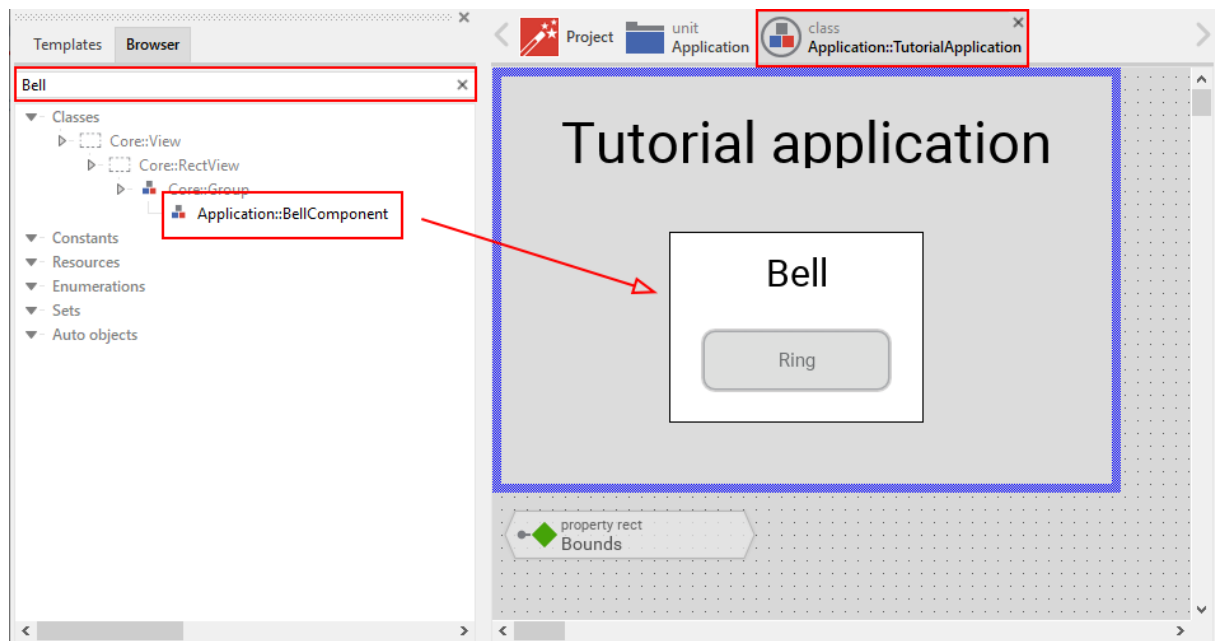 Templates Browser
Bell
Classes
Core::View
Core::RectView
Core::Group
Application::BellComponent
Constants
Resources
Enumerations
Sets
Auto objects
Project
unit
Application
class
Application::TutorialApplication
Tutorial application
Bell
Ring
property rect
Bounds